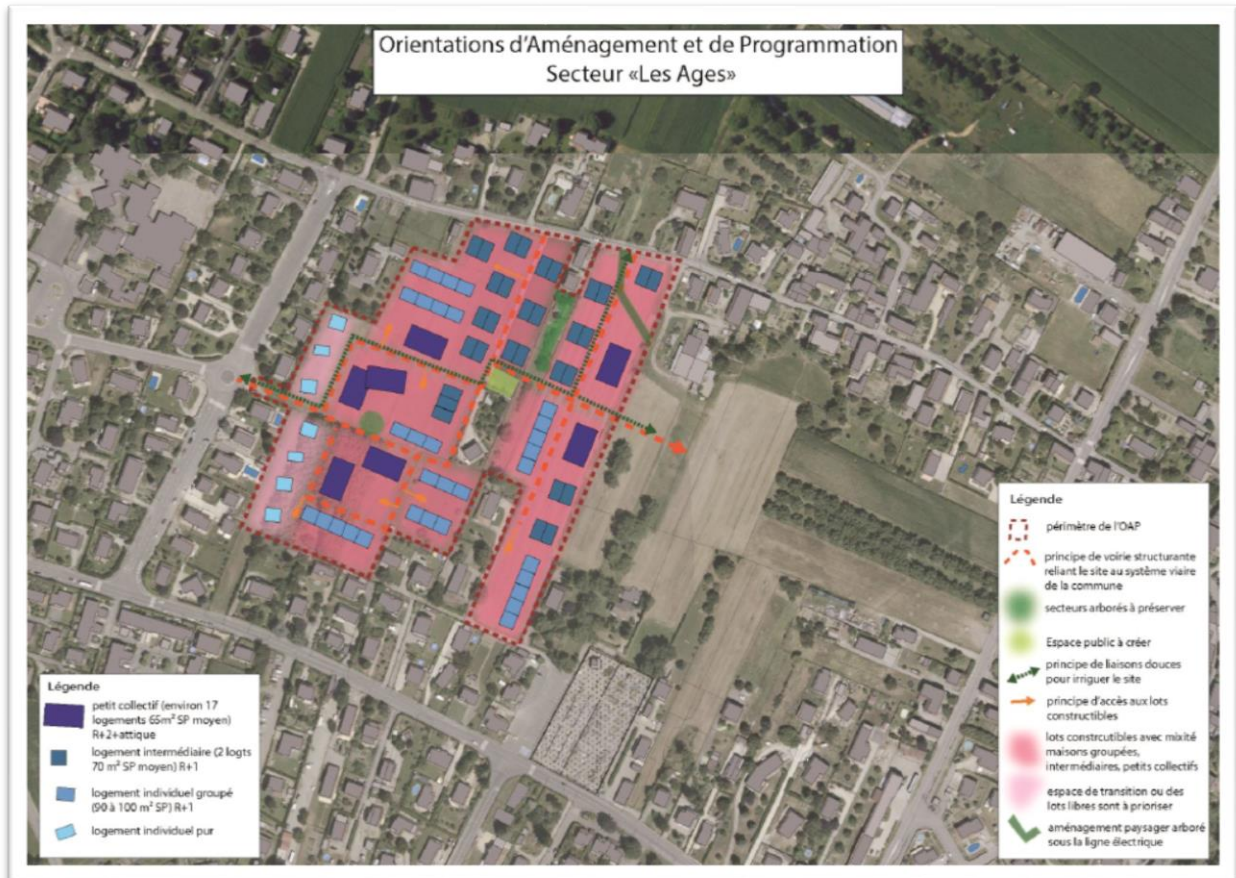 Orientations d'Aménagement et de Programmation
Secteur «Les Ages»
Légende
périmètre de l'OAP
principe de voirie structurante
reliant le site au système viaire
de la commune
secteurs arborés à préserver
Espace public à créer
principe de liaisons douces
pour irriguer le site
principe d'accès aux lots
constructibles
lots constrcutibles avec mixité
maisons groupées,
intermédiaires, petits collectifs
espace de transition ou des
lots libres sont à prioriser
aménagement paysager arboré
sous la ligne électrique
Légende
petit collectif (environ 17
logements 65m² SP moyen)
R+2+attique
logement intermédiaire (2 logts
70 m² SP moyen) R+1
logement individuel groupé
(90 à 100 m² SP) R+1
logement individuel pur